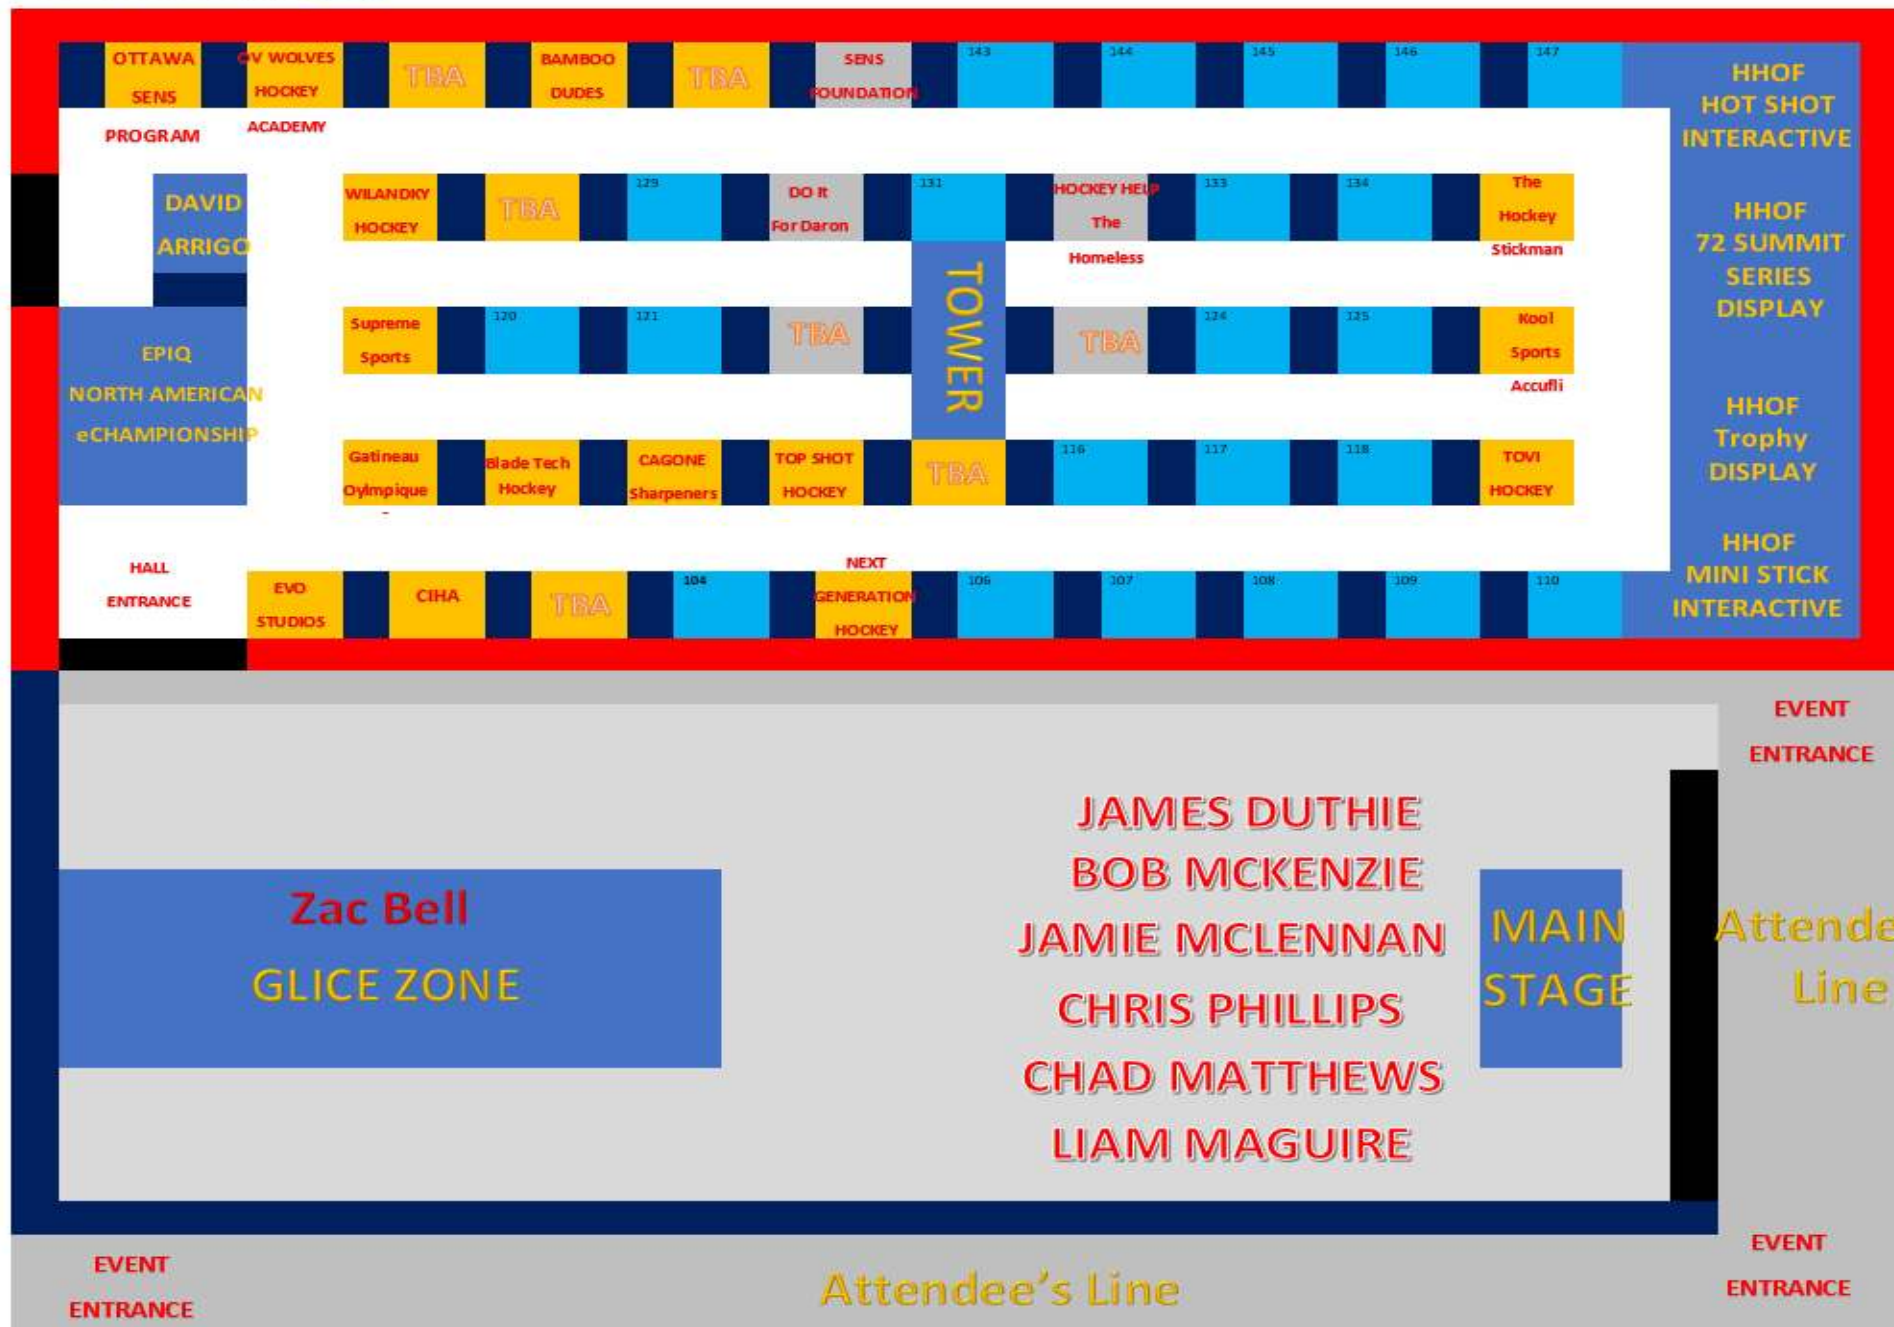 OTTAWA
SENS
PROGRAM
OV WOLVES
HOCKEY
ACADEMY
TBA
BAMBOO
DUDES
TBA
SENS
FOUNDATION
143
144
145
146
147
HHOF
HOT SHOT
INTERACTIVE
DAVID
ARRIGO
WILANDKY
HOCKEY
TBA
129
DO It
For Daron
131
HOCKEY HELP
The
Homeless
133
134
The
Hockey
Stickman
HHOF
72 SUMMIT
SERIES
DISPLAY
TOWER
EPIQ
NORTH AMERICAN
eCHAMPIONSHIP
Supreme
Sports
120
121
TBA
TBA
124
125
Kool
Sports
Accufli
HHOF
Trophy
DISPLAY
Gatineau
Oylmpique
Blade Tech
Hockey
CAGONE
Sharpeners
TOP SHOT
HOCKEY
TBA
116
117
118
TOVI
HOCKEY
HHOF
MINI STICK
INTERACTIVE
HALL
ENTRANCE
EVO
STUDIOS
CIHA
TBA
104
NEXT
GENERATION
HOCKEY
106
107
108
109
110
EVENT
ENTRANCE
Zac Bell
GLICE ZONE
JAMES DUTHIE
BOB MCKENZIE
JAMIE MCLENNAN
CHRIS PHILLIPS
CHAD MATTHEWS
LIAM MAGUIRE
MAIN
STAGE
Attende
Line
EVENT
ENTRANCE
Attendee's Line
EVENT
ENTRANCE